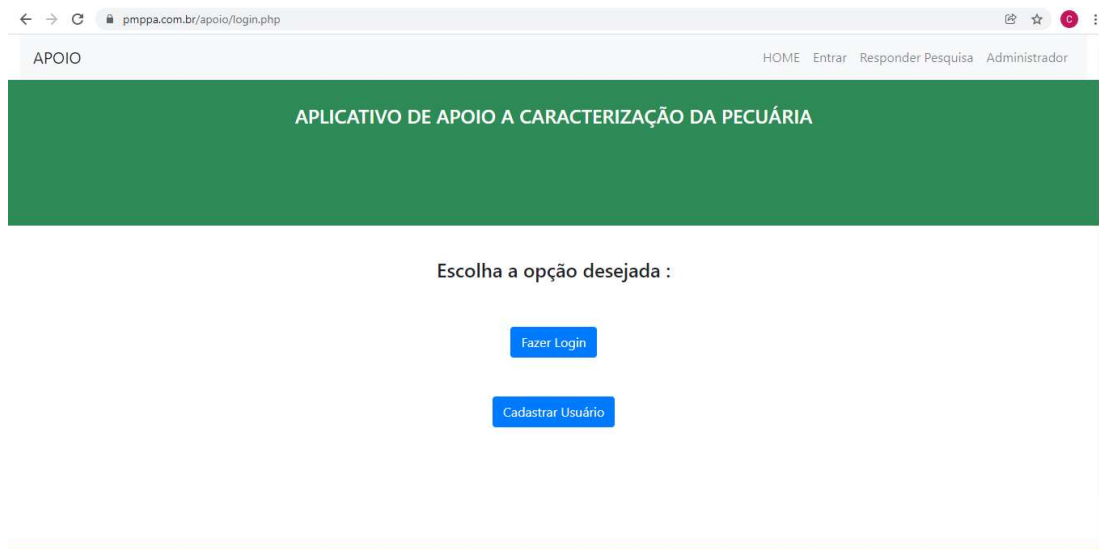 pmppa.com.br/apoio/login.php
C
APOIO
HOME Entrar Responder Pesquisa Administrador
APLICATIVO DE APOIO A CARACTERIZAÇÃO DA PECUÁRIA
Escolha a opção desejada :
Fazer Login
Cadastrar Usuário